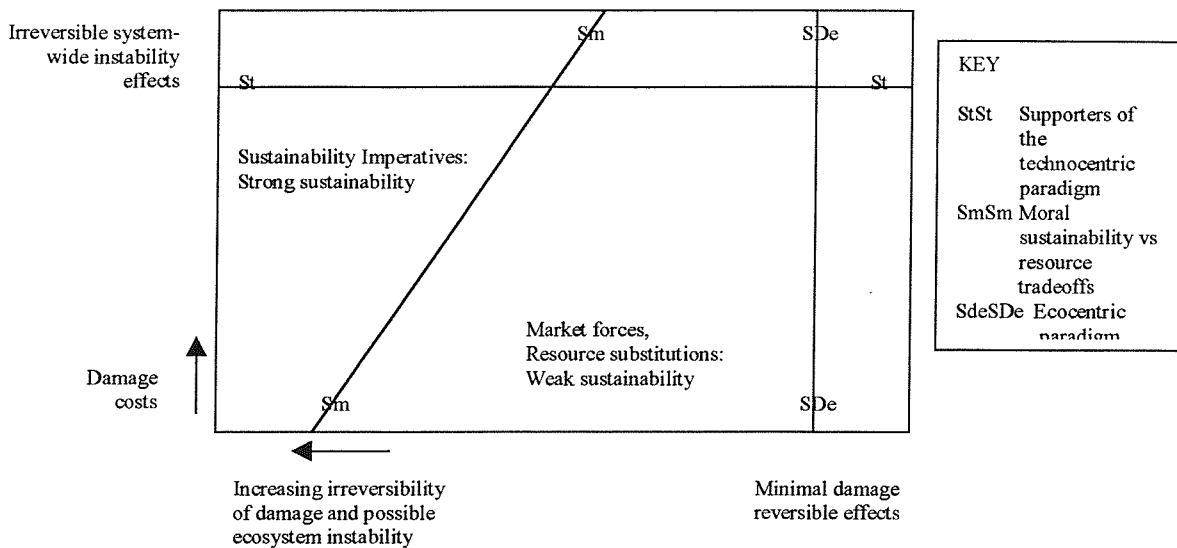 Irreversible system-
wide instability
effects
Sm
SDe
St
St
Sustainability Imperatives:
Strong sustainability
Market forces,
Resource substitutions:
Weak sustainability
Damage
costs
Sm
SDe
Increasing irreversibility
of damage and possible
ecosystem instability
Minimal damage
reversible effects
KEY
StSt Supporters of
the
technocentric
paradigm
SmSm Moral
sustainability vs
resource
tradeoffs
SdeSDe Ecocentric
paradigm